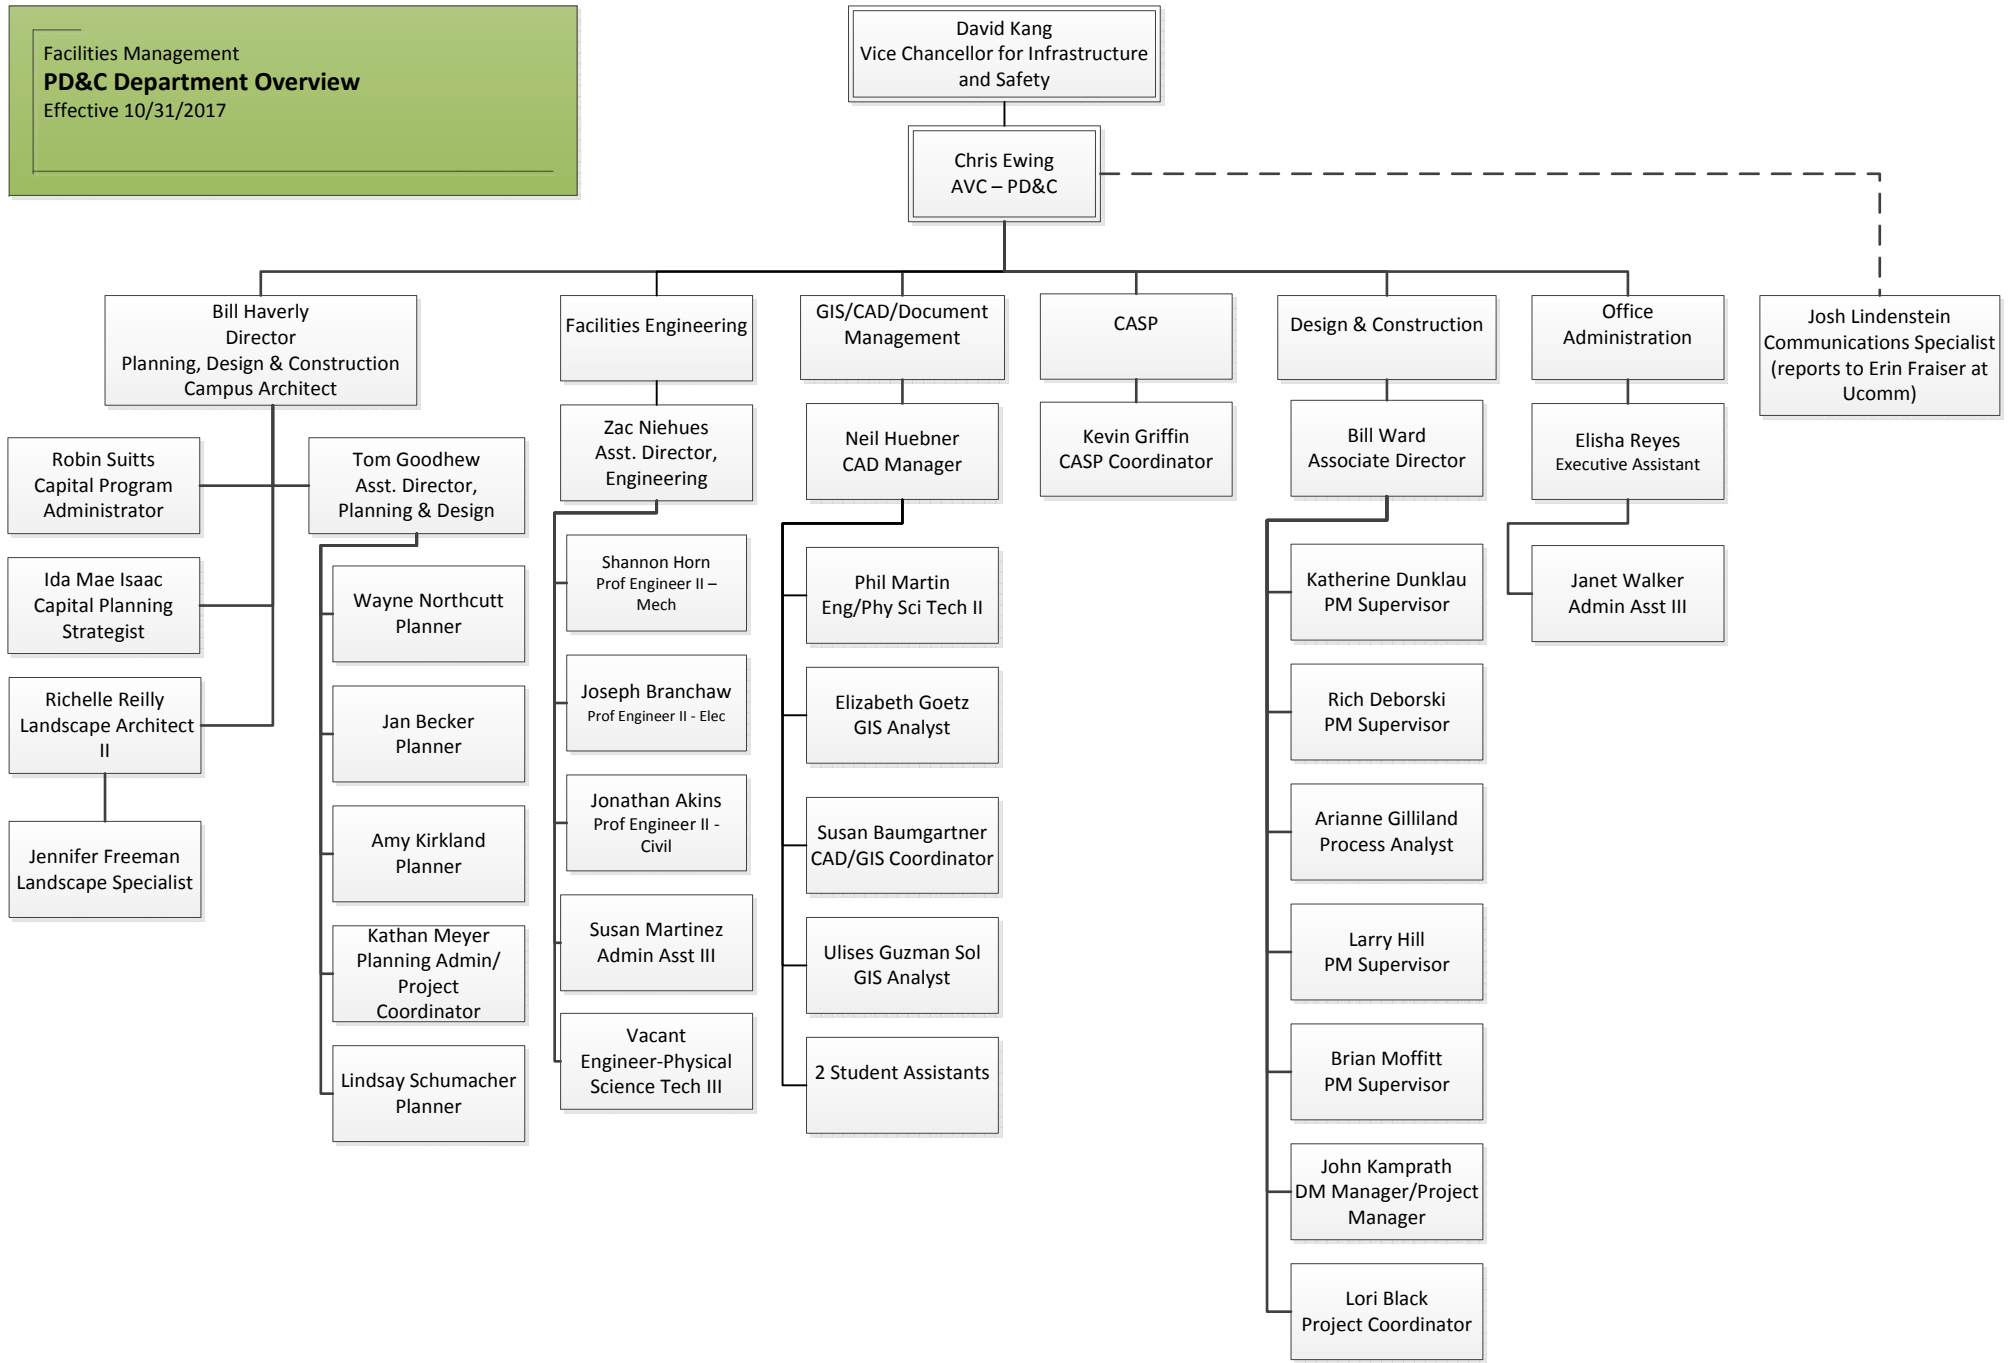 Facilities Management
PD&C Department Overview
Effective 10/31/2017
David Kang
Vice Chancellor for Infrastructure
and Safety
Chris Ewing
AVC – PD&C
Bill Haverly
Director
Planning, Design & Construction
Campus Architect
Facilities Engineering
GIS/CAD/Document
Management
CASP
Design & Construction
Office
Administration
Josh Lindenstein
Communications Specialist
(reports to Erin Fraiser at
Ucomm)
Robin Suitts
Capital Program
Administrator
Tom Goodhew
Asst. Director,
Planning & Design
Zac Niehues
Asst. Director,
Engineering
Neil Huebner
CAD Manager
Kevin Griffin
CASP Coordinator
Bill Ward
Associate Director
Elisha Reyes
Executive Assistant
Ida Mae Isaac
Capital Planning
Strategist
Richelle Reilly
Landscape Architect
II
Jennifer Freeman
Landscape Specialist
Wayne Northcutt
Planner
Jan Becker
Planner
Amy Kirkland
Planner
Kathan Meyer
Planning Admin/
Project
Coordinator
Lindsay Schumacher
Planner
Shannon Horn
Prof Engineer II –
Mech
Joseph Branchaw
Prof Engineer II - Elec
Jonathan Akins
Prof Engineer II -
Civil
Susan Martinez
Admin Asst III
Vacant
Engineer-Physical
Science Tech III
Phil Martin
Eng/Phy Sci Tech II
Elizabeth Goetz
GIS Analyst
Susan Baumgartner
CAD/GIS Coordinator
Ulises Guzman Sol
GIS Analyst
2 Student Assistants
Katherine Dunklau
PM Supervisor
Rich Deborski
PM Supervisor
Arianne Gilliland
Process Analyst
Larry Hill
PM Supervisor
Brian Moffitt
PM Supervisor
John Kamprath
DM Manager/Project
Manager
Lori Black
Project Coordinator
Janet Walker
Admin Asst III